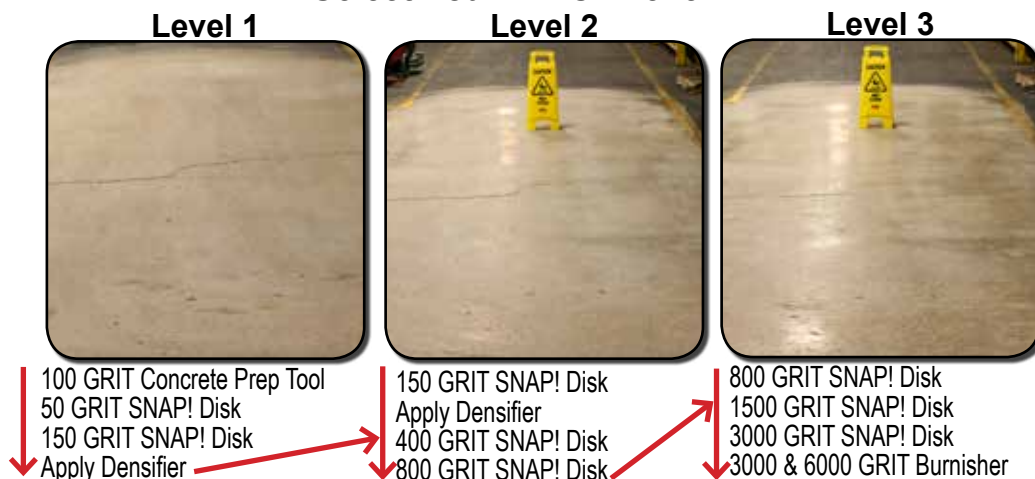 Level 1
100 GRIT Concrete Prep Tool
50 GRIT SNAP! Disk
150 GRIT SNAP! Disk
Apply Densifier
Level 2
CAUTION
150 GRIT SNAP! Disk
Apply Densifier
400 GRIT SNAP! Disk
800 GRIT SNAP! Disk
Level 3
CAUTION
800 GRIT SNAP! Disk
1500 GRIT SNAP! Disk
3000 GRIT SNAP! Disk
3000 & 6000 GRIT Burnisher